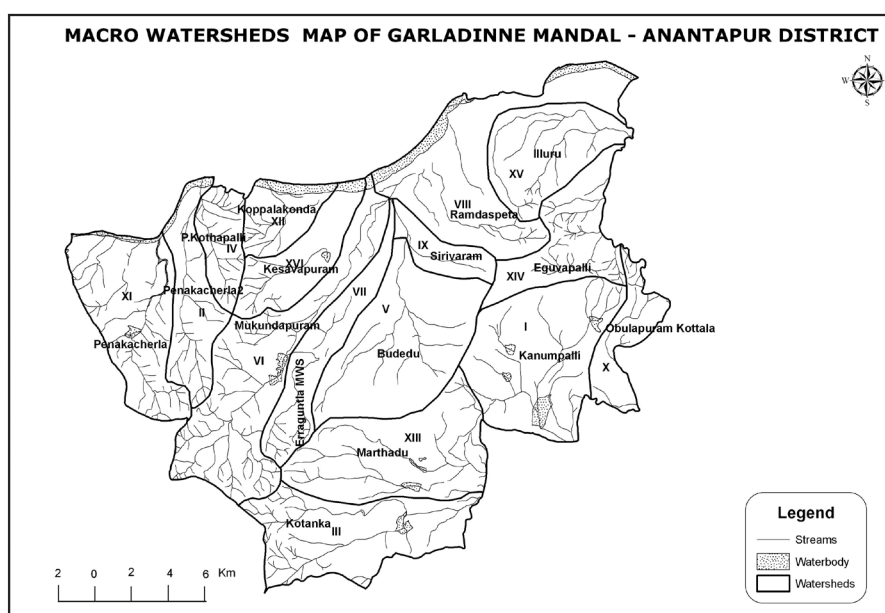 MACRO WATERSHEDS MAP OF GARLADINNE MANDAL - ANANTAPUR DISTRICT
N
W
E
S
Illuru
XV
VIII
Ramdaspeta
Koppalakonda
XII
P.Kothapalli
IV
IX
Sirivaram
XVI
Kesavapuram
XIV
Eguvapalli
XI
Penakacherla2
II
VII
V
Mukundapuram
I
Obulapuram Kottala
Penakacherla
VI
Budedu
Kanumpalli
X
Erraguntla MWS
XIII
Marthadu
Kotanka
III
Legend
Streams
Waterbody
Watersheds
2 0 2 4 6 Km